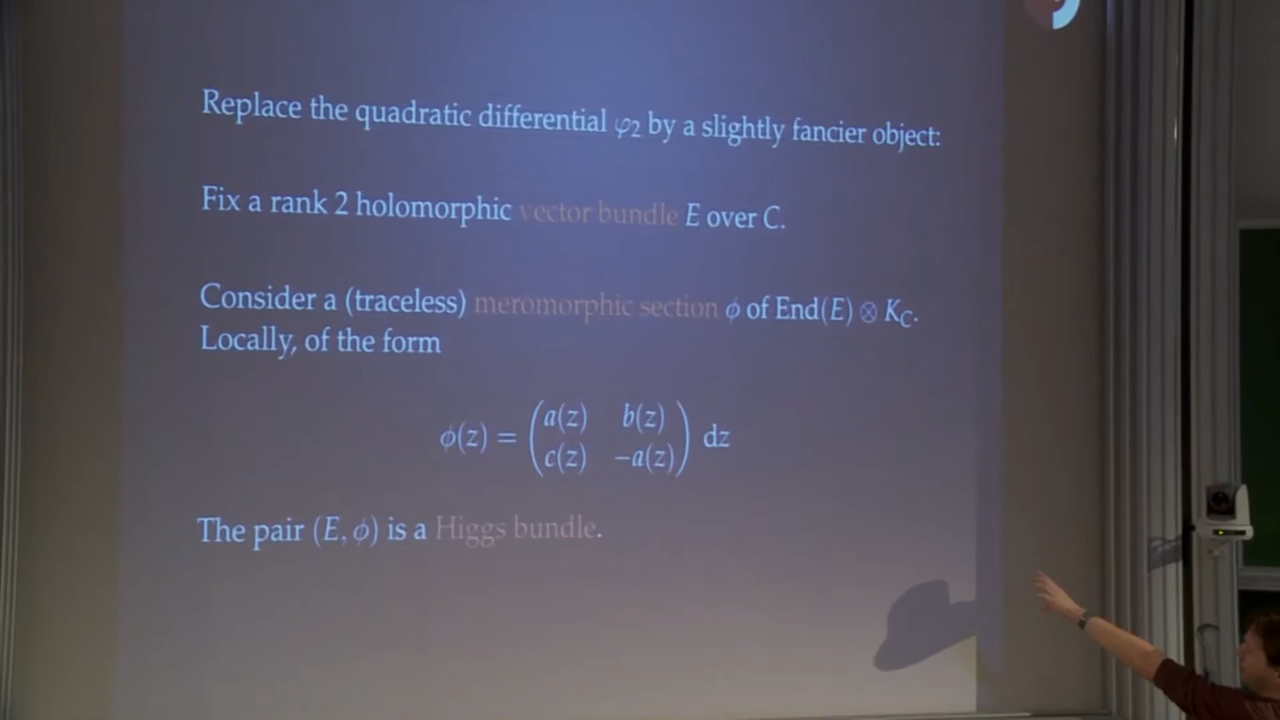 Replace the quadratic differential φ₂ by a slightly fancier object:
Fix a rank 2 holomorphic vector bundle E over C.
Consider a (traceless) meromorphic section ϕ of End(E) ⊗ K_C.
Locally, of the form
ϕ(z) = ( a(z) b(z) ; c(z) −a(z) ) dz
The pair (E, ϕ) is a Higgs bundle.